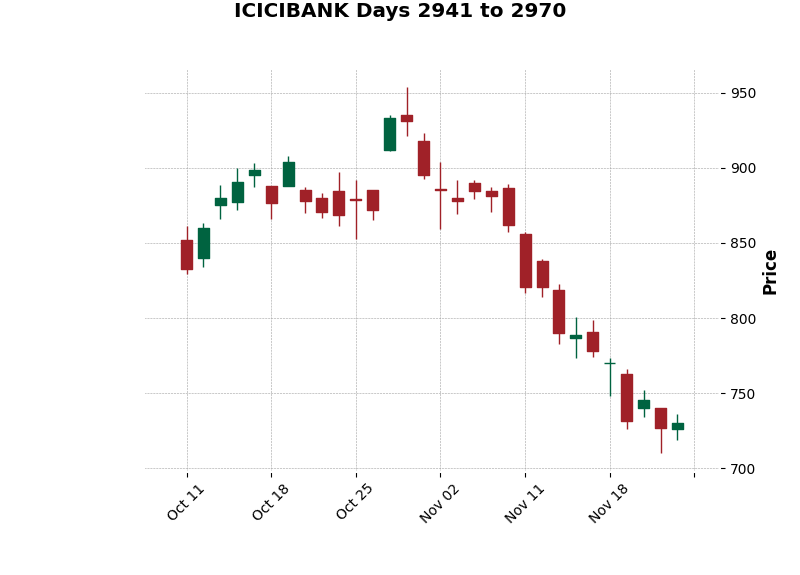 ICICIBANK Days 2941 to 2970
950
900
850
800
750
700
Price
Oct 11
Oct 18
Oct 25
Nov 02
Nov 11
Nov 18